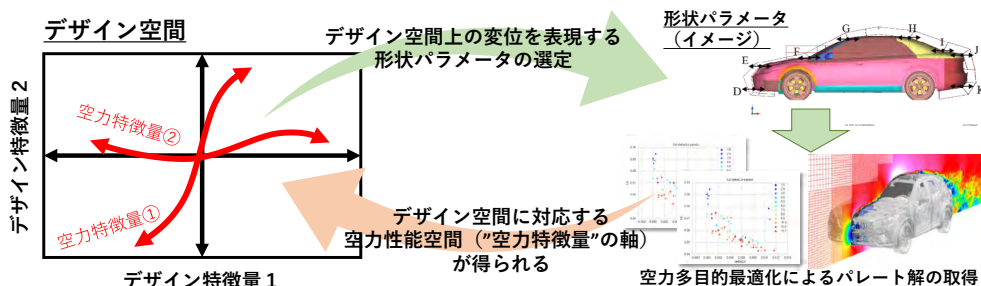 デザイン空間
デザイン特徴量２
空力特徴量②
空力特徴量①
デザイン特徴量１
デザイン空間上の変位を表現する
形状パラメータの選定
デザイン空間に対応する
空力性能空間（”空力特徴量”の軸）
が得られる
形状パラメータ
（イメージ）
D
E
F
G
H
I
J
K
空力多目的最適化によるパレート解の取得